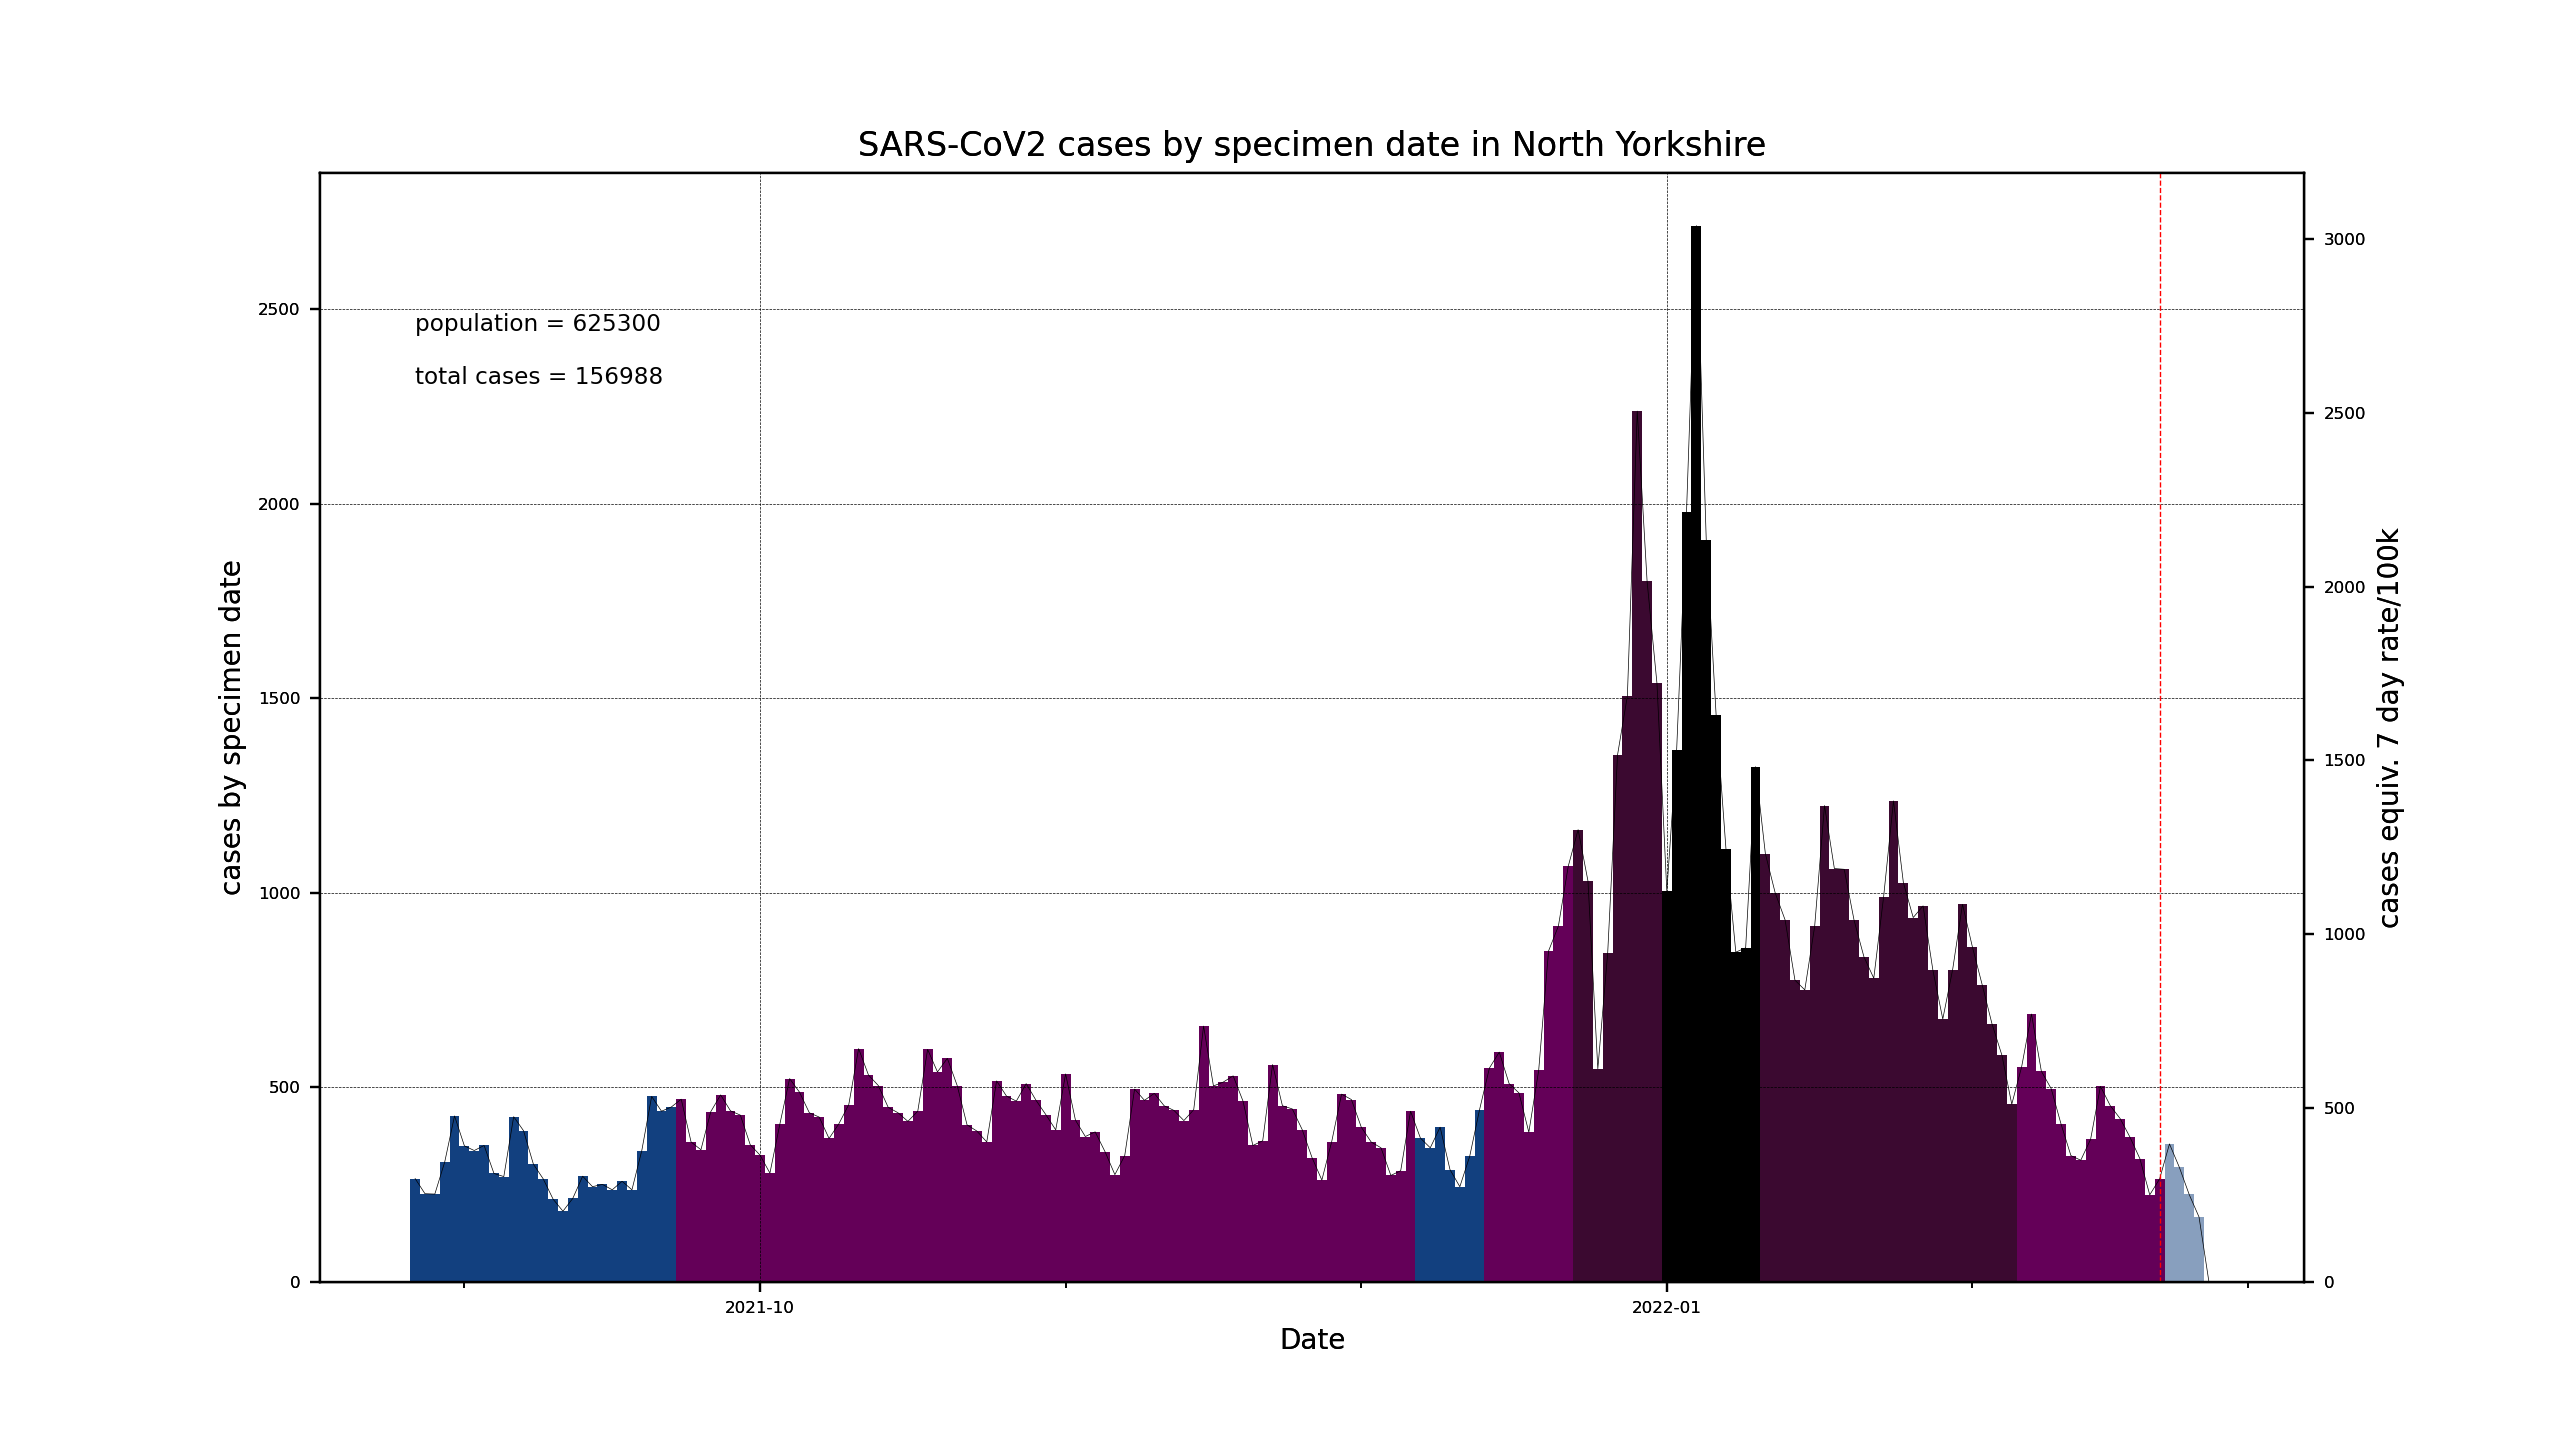 SARS-CoV2 cases by specimen date in North Yorkshire
population = 625300
total cases = 156988
cases by specimen date
2500
2000
1500
1000
500
0
3000
2500
2000
1500
1000
500
0
cases equiv. 7 day rate/100k
2021-10
2022-01
Date